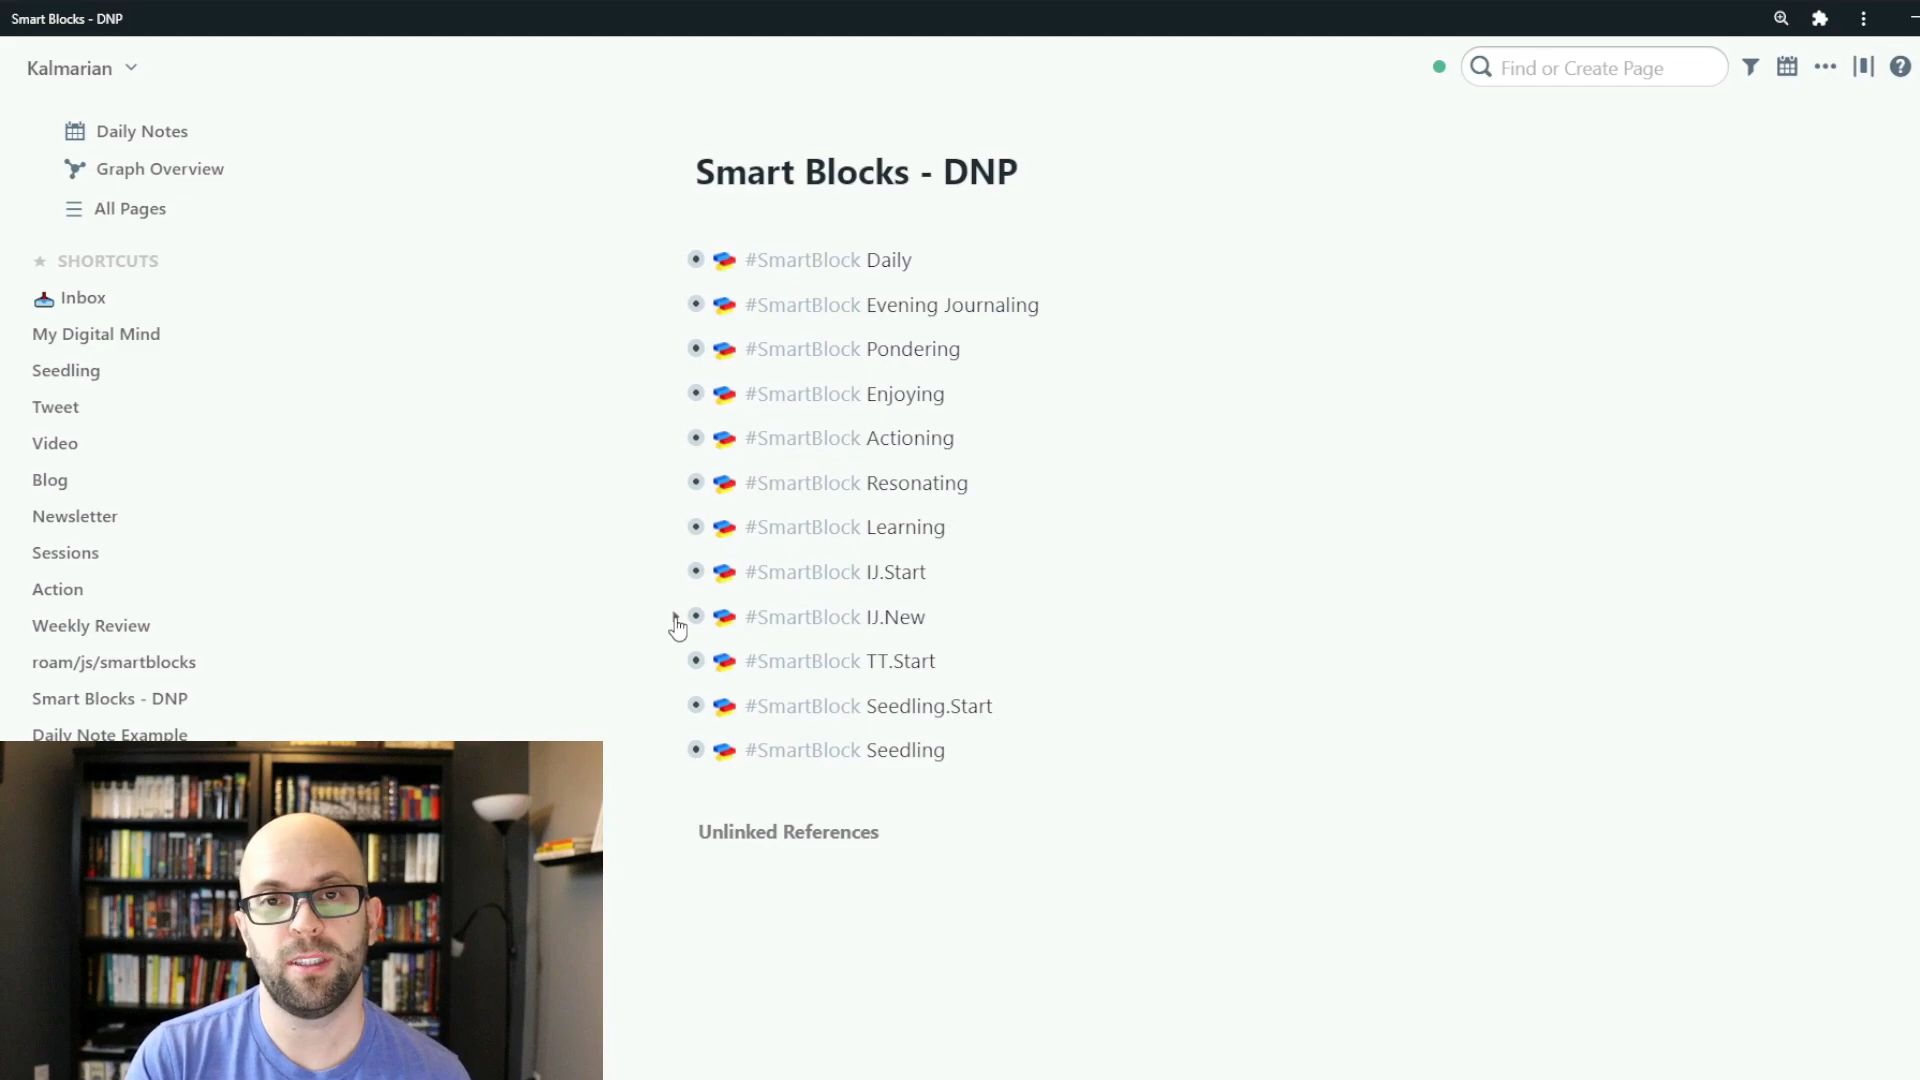 Smart Blocks - DNP
Kalmarian
Find or Create Page
Daily Notes
Graph Overview
All Pages
SHORTCUTS
Inbox
My Digital Mind
Seedling
Tweet
Video
Blog
Newsletter
Sessions
Action
Weekly Review
roam/js/smartblocks
Smart Blocks - DNP
Daily Note Example
Smart Blocks - DNP
#SmartBlock Daily
#SmartBlock Evening Journaling
#SmartBlock Pondering
#SmartBlock Enjoying
#SmartBlock Actioning
#SmartBlock Resonating
#SmartBlock Learning
#SmartBlock IJ.Start
#SmartBlock IJ.New
#SmartBlock TT.Start
#SmartBlock Seedling.Start
#SmartBlock Seedling
Unlinked References